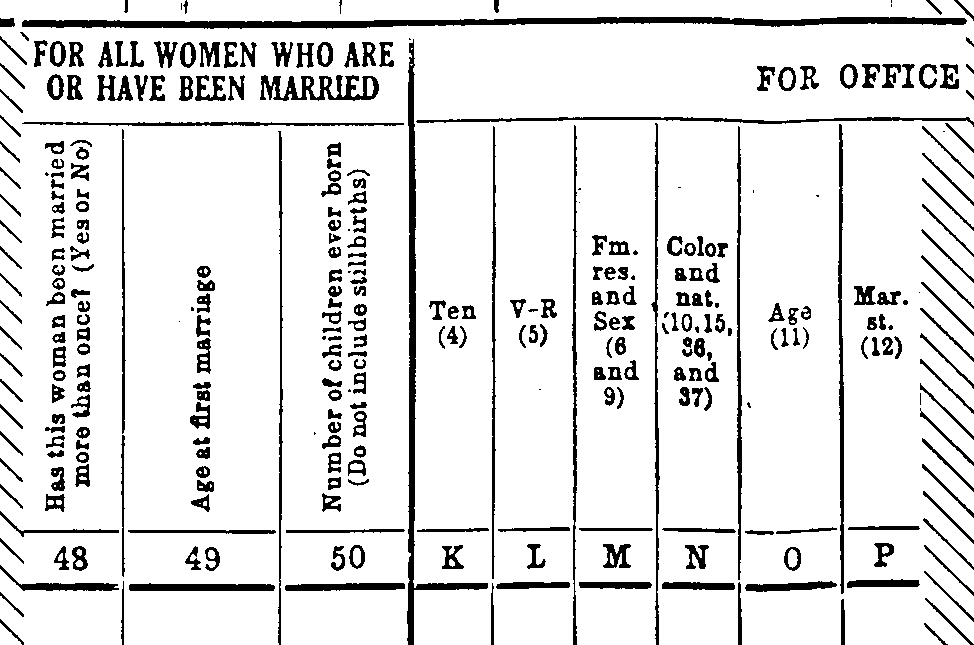 FOR ALL WOMEN WHO ARE
OR HAVE BEEN MARRIED
FOR OFFICE
Has this woman been married
more than once? (Yes or No)
Age at first marriage
Number of children ever born
(Do not include stillbirths)
Ten
(4)
V-R
(5)
Fm.
res.
and
Sex
(6
and
9)
Color
and
nat.
(10,15,
36,
and
37)
Age
(11)
Mar.
st.
(12)
48
49
50
K
L
M
N
O
P